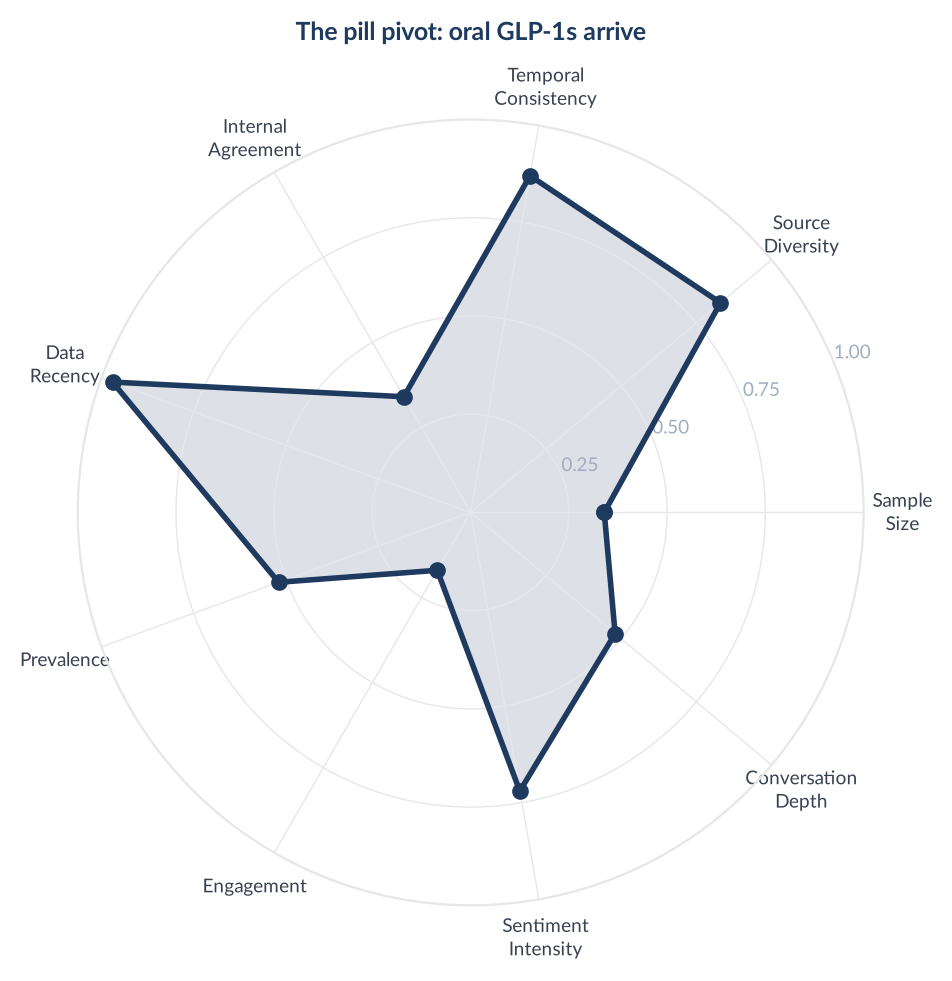 The pill pivot: oral GLP-1s arrive
Temporal
Consistency
Internal
Agreement
Source
Diversity
Data
Recency
1.00
0.75
0.50
0.25
Sample
Size
Prevalence
Conversation
Depth
Engagement
Sentiment
Intensity